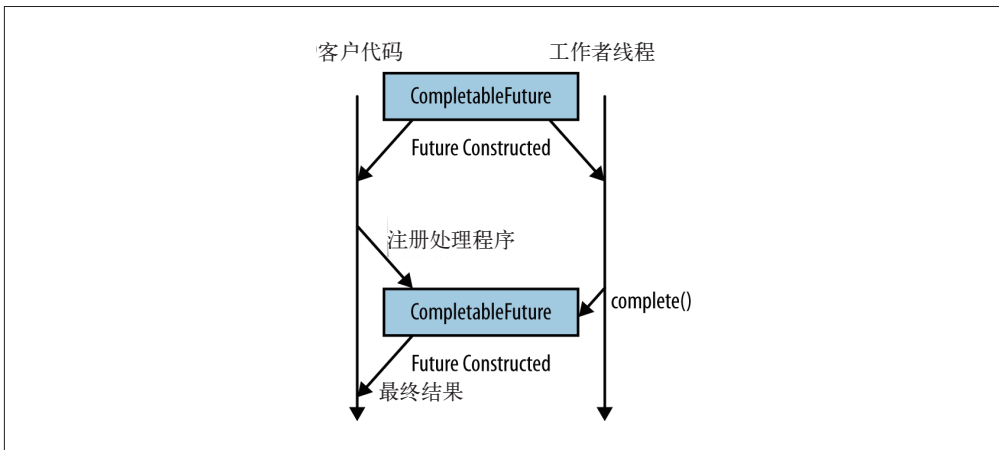 客户代码
工作者线程
CompletableFuture
Future Constructed
注册处理程序
CompletableFuture
complete()
Future Constructed
最终结果